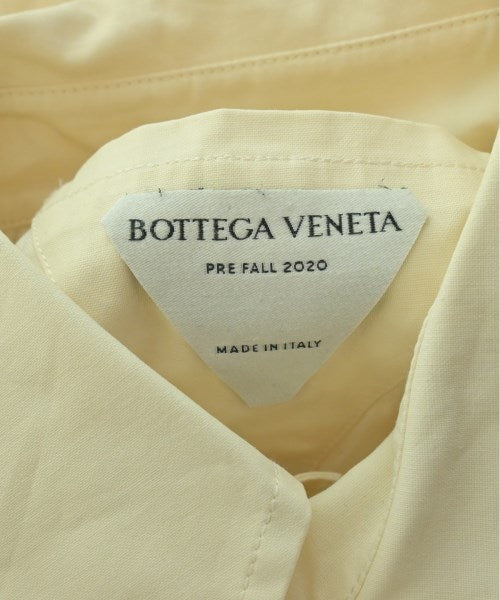 BOTTEGA VENETA
PRE FALL 2020
MADE IN ITALY